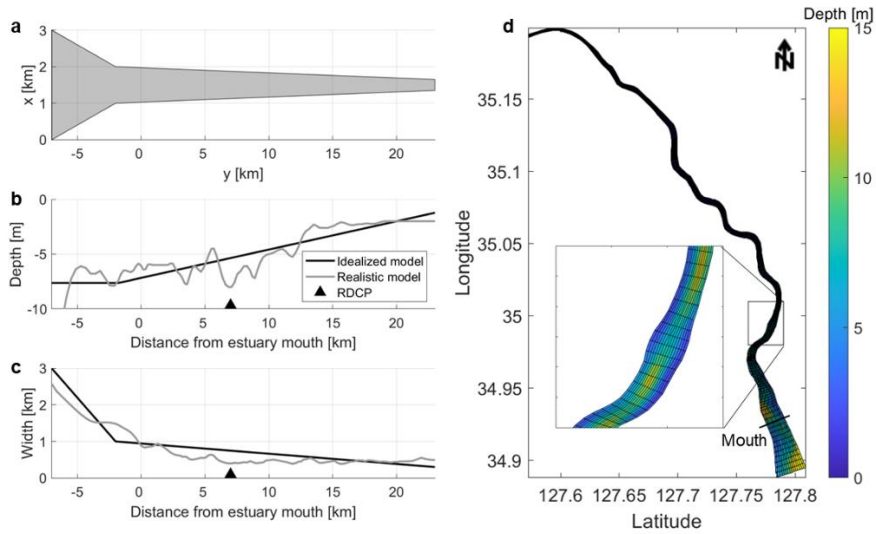 a
3
2
1
0
x [km]
-5 0 5 10 15 20
y [km]
b
0
-5
-10
Depth [m]
Idealized model
Realistic model
RDCP
-5 0 5 10 15 20
Distance from estuary mouth [km]
c
3
2
1
0
Width [km]
-5 0 5 10 15 20
Distance from estuary mouth [km]
d
Depth [m]
15
10
5
0
N
35.15
35.1
35.05
35
34.95
34.9
Longitude
Mouth
127.6 127.65 127.7 127.75 127.8
Latitude